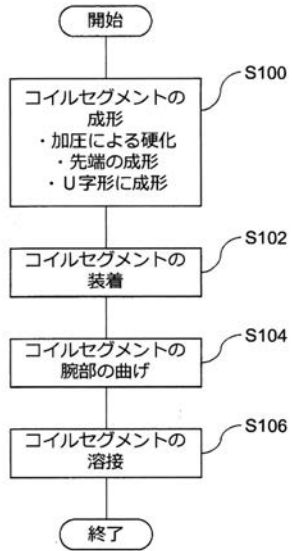 開始
S100
コイルセグメントの
成形
・加圧による硬化
・先端の成形
・U字形に成形
S102
コイルセグメントの
装着
S104
コイルセグメントの
腕部の曲げ
S106
コイルセグメントの
溶接
終了